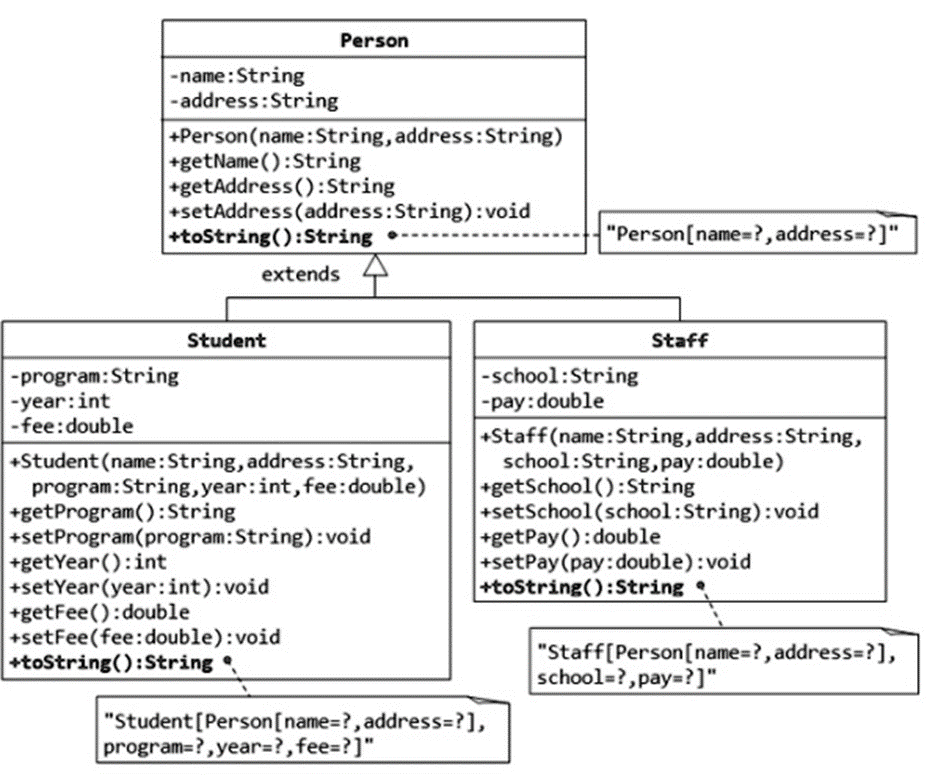 Person
-name:String
-address:String
+Person(name:String,address:String)
+getName():String
+getAddress():String
+setAddress(address:String):void
+toString():String
"Person[name=?,address=?]"
extends
Student
-program:String
-year:int
-fee:double
+Student(name:String,address:String,
program:String,year:int,fee:double)
+getProgram():String
+setProgram(program:String):void
+getYear():int
+setYear(year:int):void
+getFee():double
+setFee(fee:double):void
+toString():String
"Student[Person[name=?,address=?],
program=?,year=?,fee=?]"
Staff
-school:String
-pay:double
+Staff(name:String,address:String,
school:String,pay:double)
+getSchool():String
+setSchool(school:String):void
+getPay():double
+setPay(pay:double):void
+toString():String
"Staff[Person[name=?,address=?],
school=?,pay=?]"